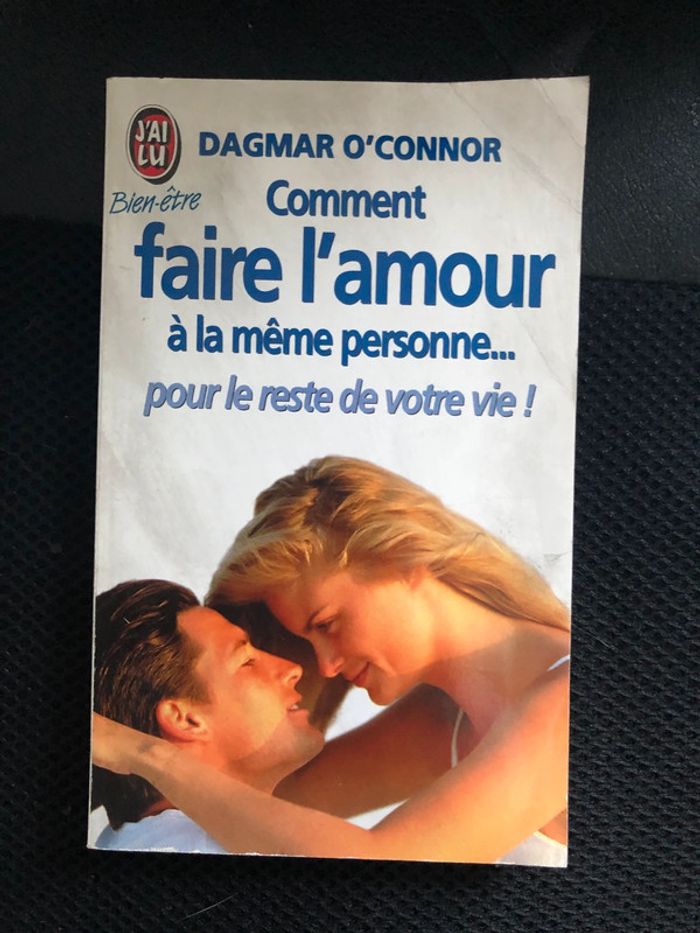 J'AI
LU
Bien-être
DAGMAR O'CONNOR
Comment
faire l'amour
à la même personne...
pour le reste de votre vie !